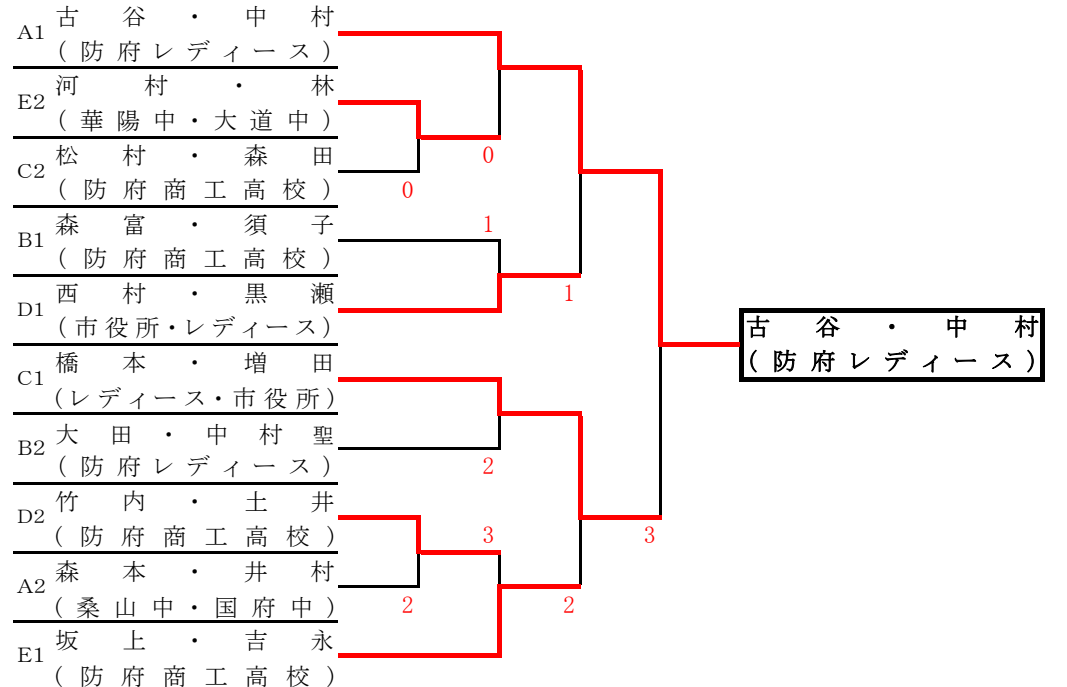 A1 古谷・中村
(防府レディース)
E2 河村・林
(華陽中・大道中)
0
C2 松村・森田
(防府商工高校)
0
B1 森富・須子
(防府商工高校)
1
D1 西村・黒瀬
(市役所・レディース)
1
古谷・中村
(防府レディース)
C1 橋本・増田
(レディース・市役所)
B2 大田・中村聖
(防府レディース)
2
D2 竹内・土井
(防府商工高校)
3
3
A2 森本・井村
(桑山中・国府中)
2
2
E1 坂上・吉永
(防府商工高校)